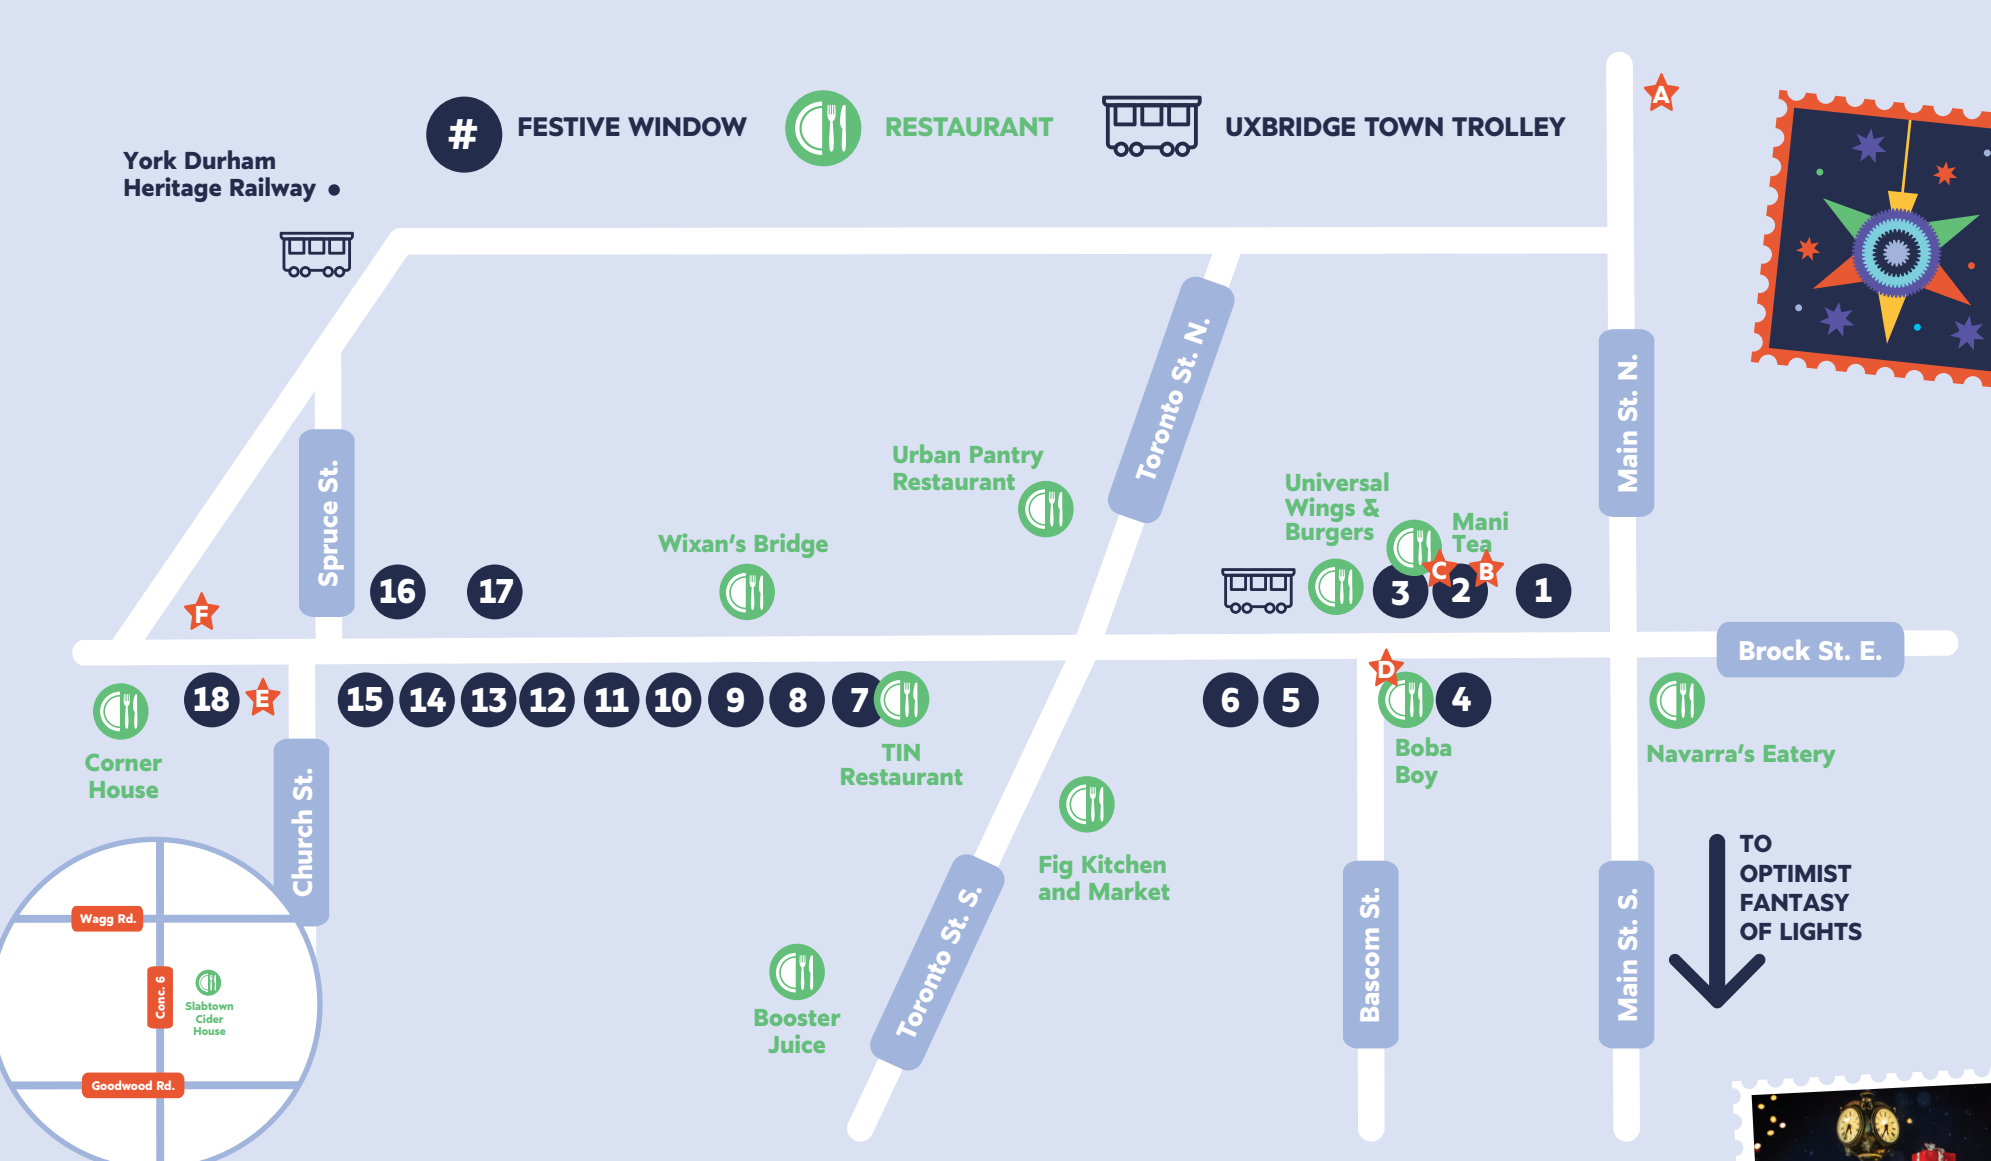 # FESTIVE WINDOW
RESTAURANT
UXBRIDGE TOWN TROLLEY
A
York Durham
Heritage Railway
Toronto St. N.
Main St. N.
Spruce St.
Urban Pantry
Restaurant
Universal
Wings &
Burgers
Mani
Tea
Wixan's Bridge
F
16
17
3
C
2
B
1
Brock St. E.
18
E
15
14
13
12
11
10
9
8
7
6
5
D
4
Corner
House
TIN
Restaurant
Boba
Boy
Navarra's Eatery
Church St.
Fig Kitchen
and Market
TO
OPTIMIST
FANTASY
OF LIGHTS
Toronto St. S.
Bascom St.
Main St. S.
Booster
Juice
Wagg Rd.
Conc. 6
Slabtown
Cider
House
Goodwood Rd.